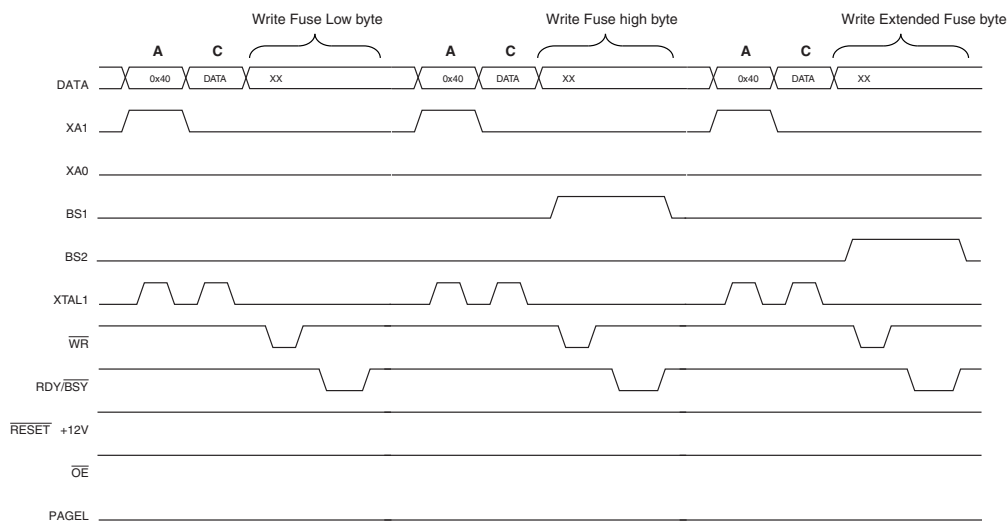 Write Fuse Low byte Write Fuse high byte Write Extended Fuse byte
A C A C A C
DATA 0x40 DATA XX 0x40 DATA XX 0x40 DATA XX
XA1
XA0
BS1
BS2
XTAL1
WR
RDY/BSY
RESET +12V
OE
PAGEL